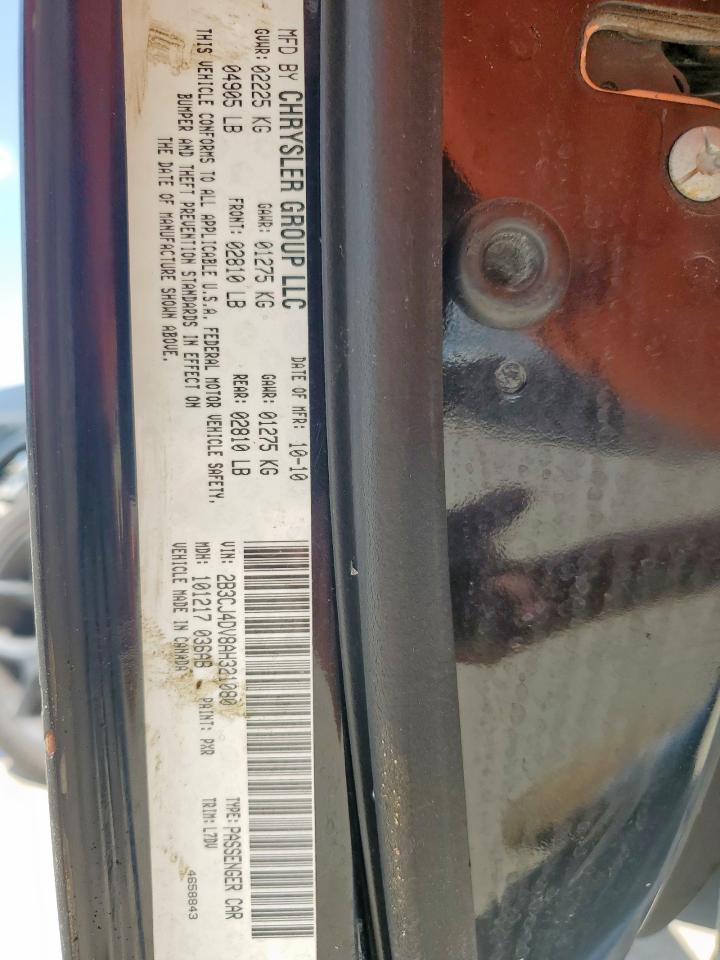 MFD BY CHRYSLER GROUP LLC DATE OF MFR: 10-10
GVWR: 02225 KG GAWR: 01275 KG GAWR: 01275 KG
04905 LB FRONT: 02810 LB REAR: 02810 LB
THIS VEHICLE CONFORMS TO ALL APPLICABLE U.S.A. FEDERAL MOTOR VEHICLE SAFETY,
BUMPER AND THEFT PREVENTION STANDARDS IN EFFECT ON
THE DATE OF MANUFACTURE SHOWN ABOVE.
VIN: 2B3CJ4DV8AH321080 TYPE: PASSENGER CAR
MDH: 101217 036AB PAINT: PXR TRIM: L7DV
VEHICLE MADE IN CANADA 4658843